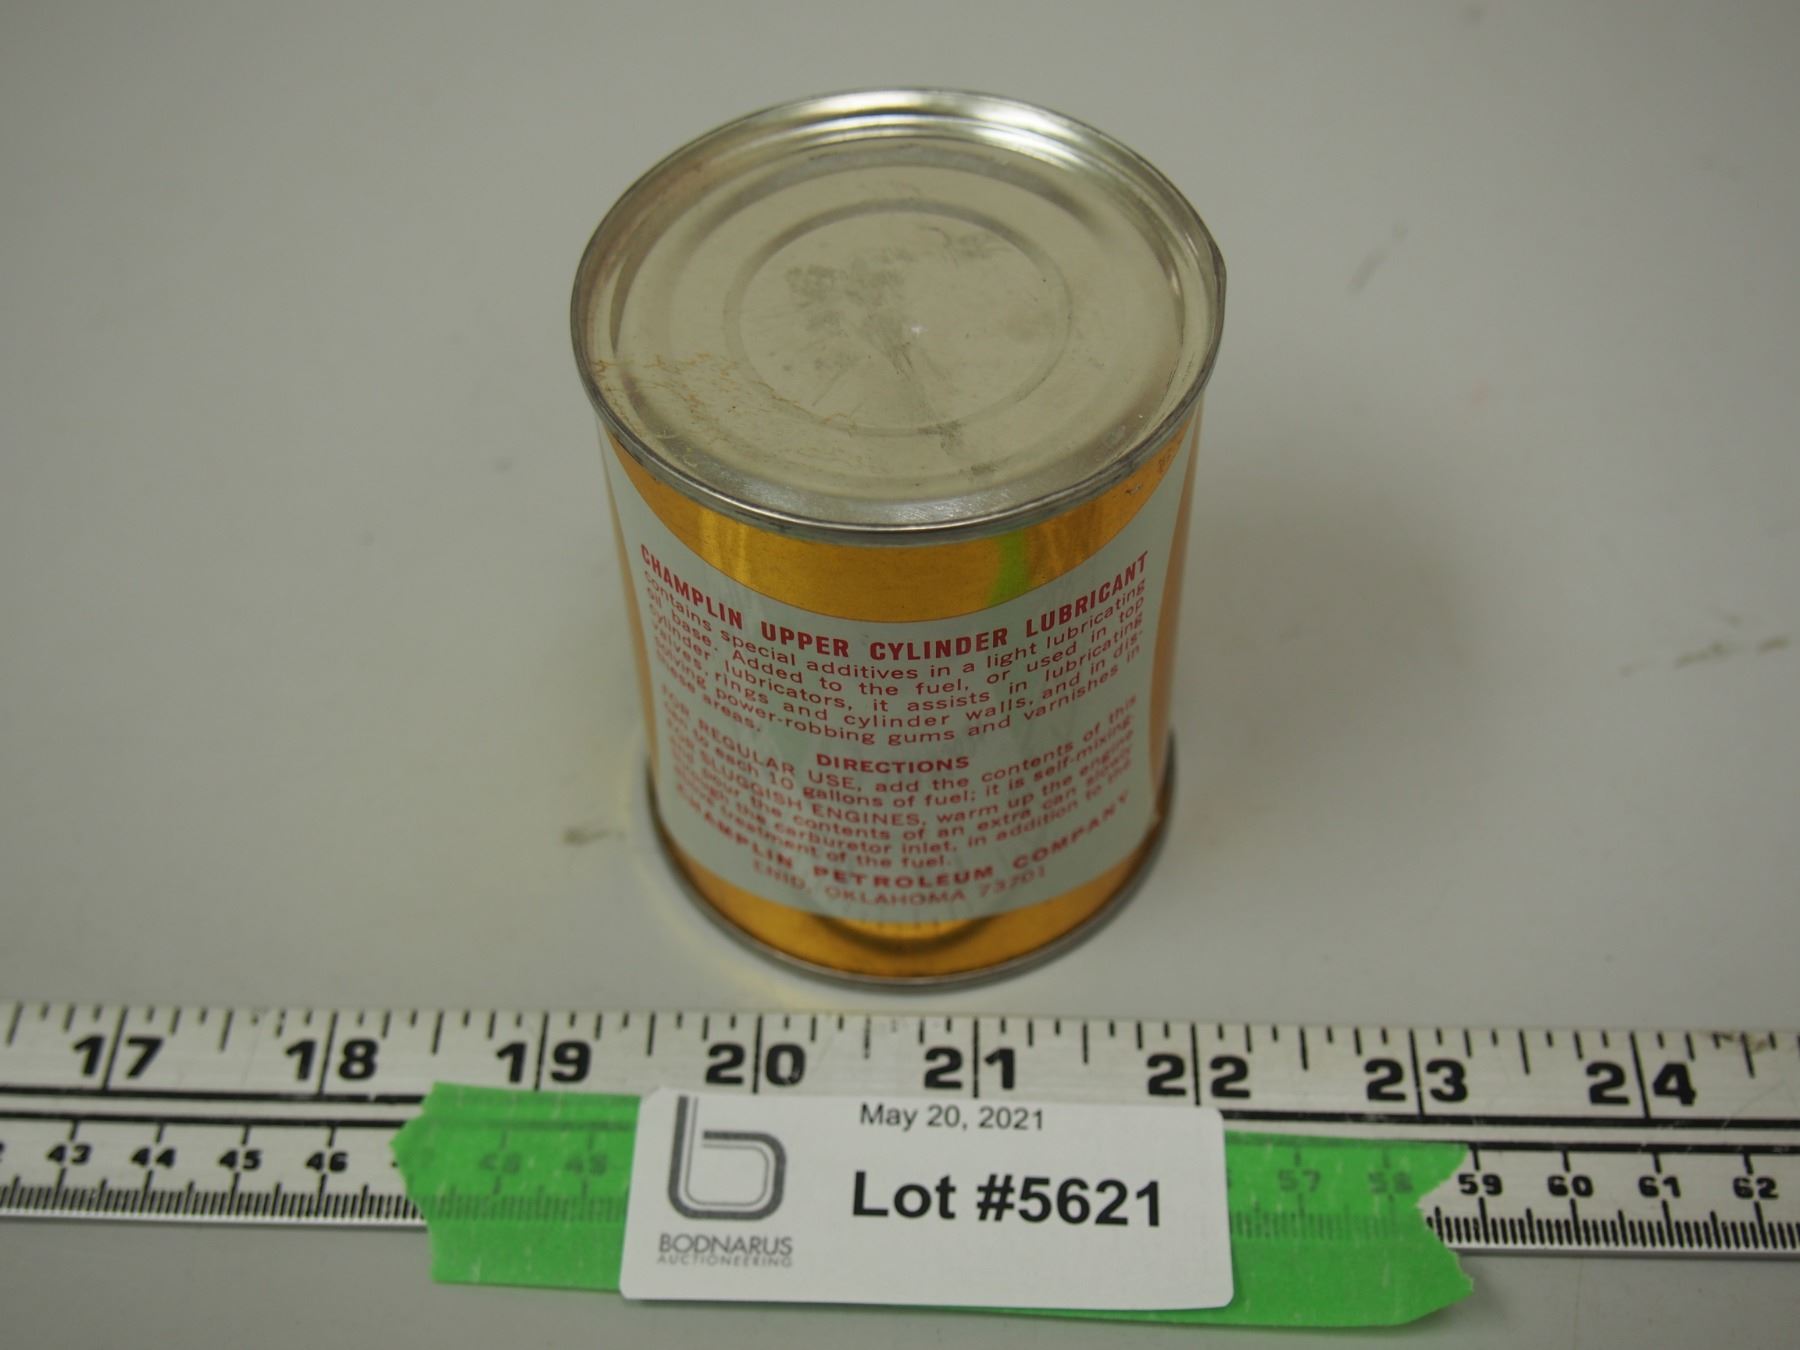 CHAMPLIN UPPER CYLINDER LUBRICANT
contains special additives in a light lubricating
oil base. Added to the fuel, or used in top
cylinder lubricators, it assists in lubricating
valves, rings and cylinder walls, and in dis-
solving power-robbing gums and varnishes in
these areas.
DIRECTIONS
FOR REGULAR USE, add the contents of this
can to each 10 gallons of fuel; it is self-mixing.
FOR SLUGGISH ENGINES, warm up the engine
and pour the contents of an extra can slowly
through the carburetor inlet, in addition to the
treatment of the fuel.
CHAMPLIN PETROLEUM COMPANY
ENID, OKLAHOMA 73701
17 18 19 20 21 22 23 24
43 44 45 46 48 49 57 58 59 60 61 62
May 20, 2021
Lot #5621
BODNARUS
AUCTIONEERING